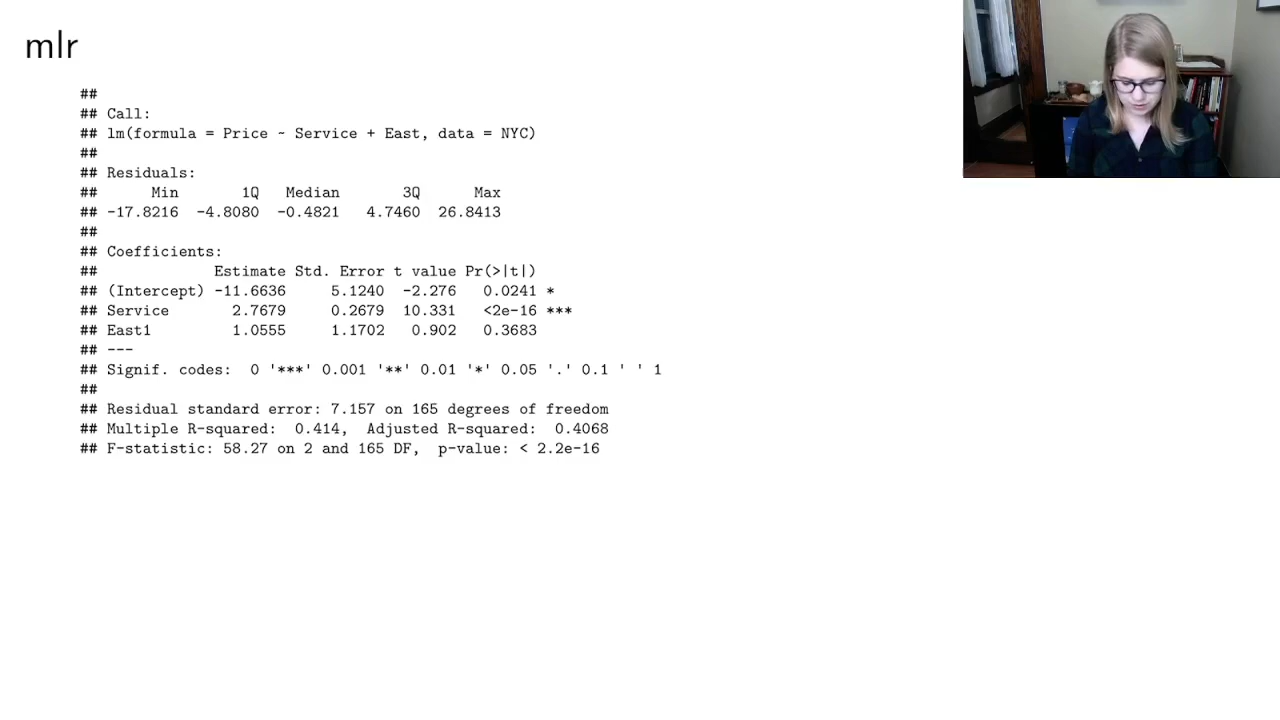 mlr
##
## Call:
## lm(formula = Price ~ Service + East, data = NYC)
##
## Residuals:
##      Min       1Q   Median       3Q      Max
## -17.8216  -4.8080  -0.4821   4.7460  26.8413
##
## Coefficients:
##             Estimate Std. Error t value Pr(>|t|)
## (Intercept) -11.6636     5.1240  -2.276   0.0241 *
## Service       2.7679     0.2679  10.331   <2e-16 ***
## East1         1.0555     1.1702   0.902   0.3683
## ---
## Signif. codes:  0 '***' 0.001 '**' 0.01 '*' 0.05 '.' 0.1 ' ' 1
##
## Residual standard error: 7.157 on 165 degrees of freedom
## Multiple R-squared:  0.414, Adjusted R-squared:  0.4068
## F-statistic: 58.27 on 2 and 165 DF,  p-value: < 2.2e-16